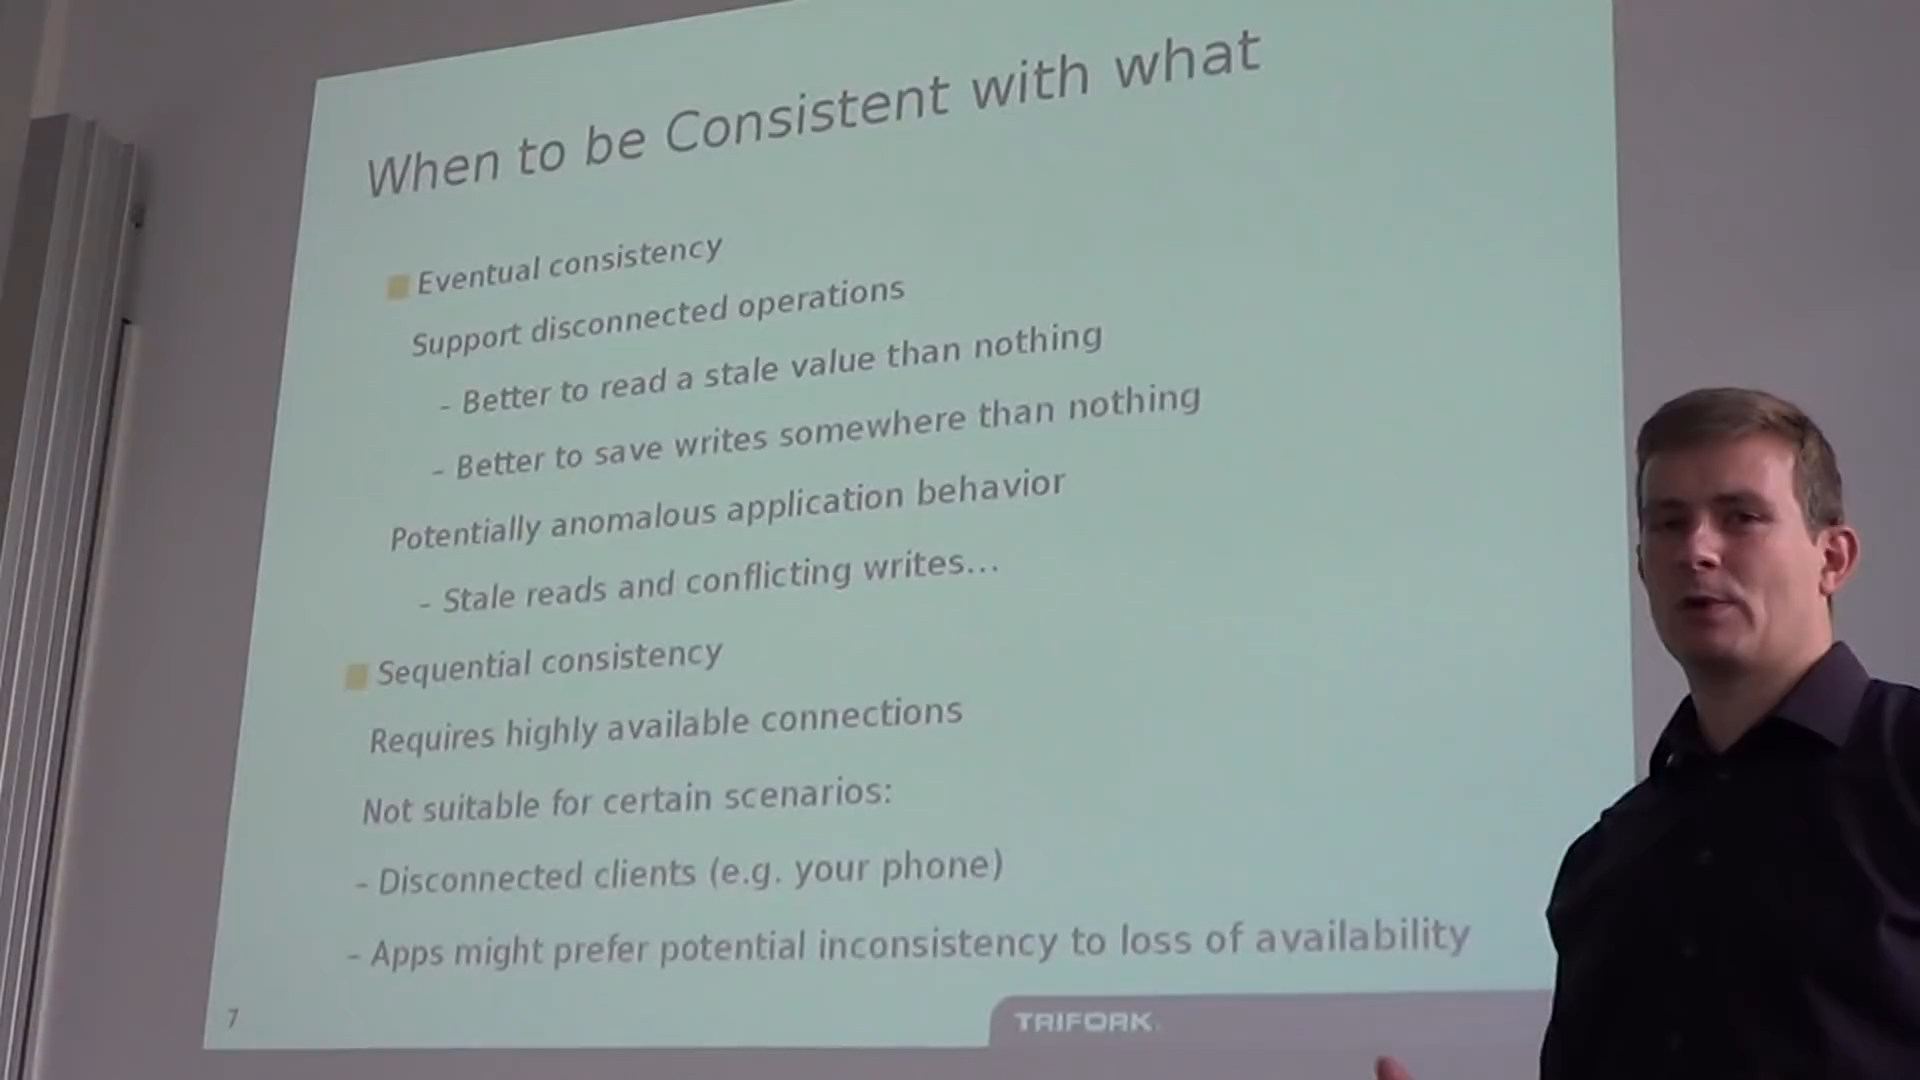 When to be Consistent with what
Eventual consistency
Support disconnected operations
– Better to read a stale value than nothing
– Better to save writes somewhere than nothing
Potentially anomalous application behavior
– Stale reads and conflicting writes…
Sequential consistency
Requires highly available connections
Not suitable for certain scenarios:
– Disconnected clients (e.g. your phone)
– Apps might prefer potential inconsistency to loss of availability
7
TRIFORK.